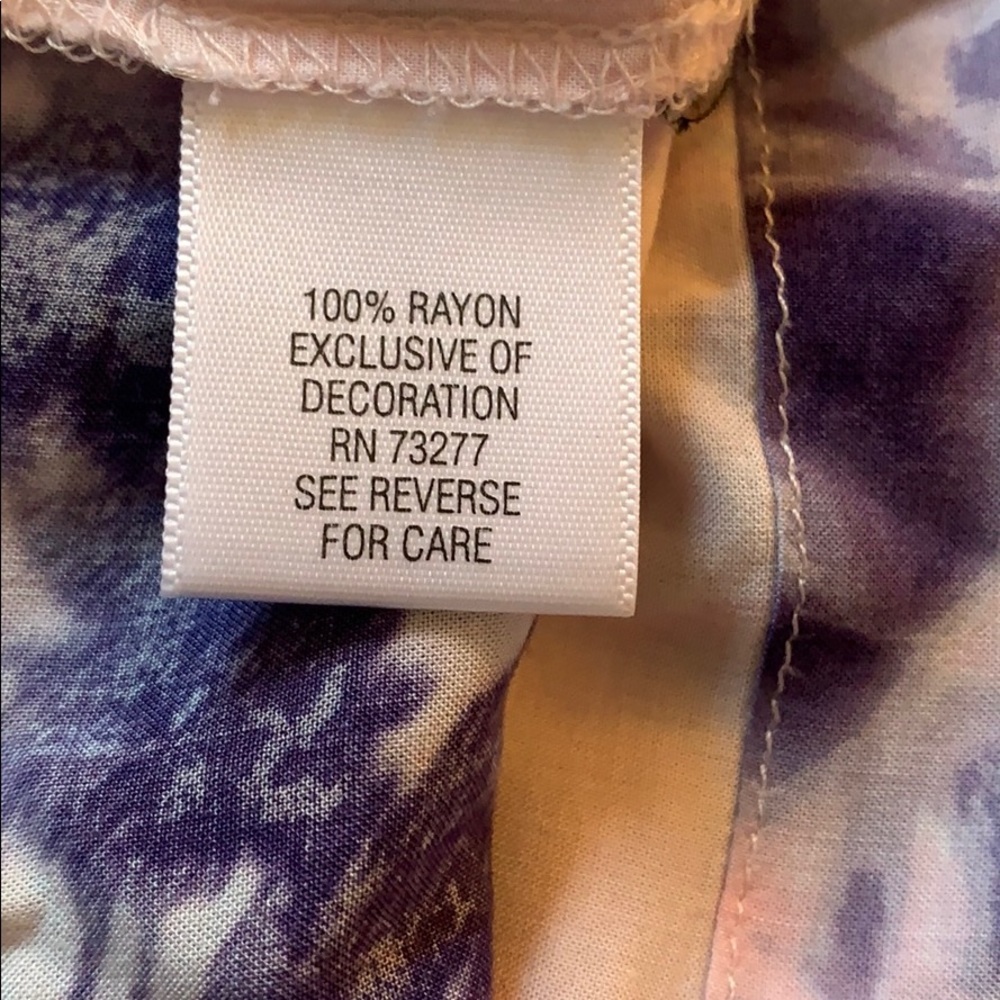 100% RAYON
EXCLUSIVE OF
DECORATION
RN 73277
SEE REVERSE
FOR CARE